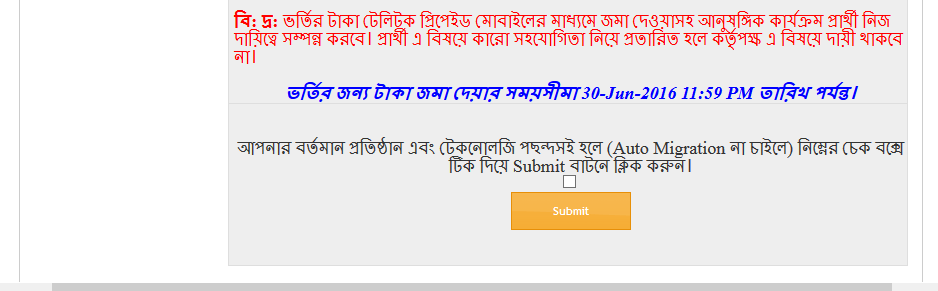 বি: দ্র: ভর্তির টাকা টেলিটক প্রিপেইড মোবাইলের মাধ্যমে জমা দেওয়াসহ আনুষঙ্গিক কার্যক্রম প্রার্থী নিজ
দায়িত্বে সম্পন্ন করবে। প্রার্থী এ বিষয়ে কারো সহযোগিতা নিয়ে প্রতারিত হলে কর্তৃপক্ষ এ বিষয়ে দায়ী থাকবে
না।
ভর্তির জন্য টাকা জমা দেয়ার সময়সীমা 30-Jun-2016 11:59 PM তারিখ পর্যন্ত।
আপনার বর্তমান প্রতিষ্ঠান এবং টেকনোলজি পছন্দসই হলে (Auto Migration না চাইলে) নিম্নের চেক বক্সে
টিক দিয়ে Submit বাটনে ক্লিক করুন।
Submit